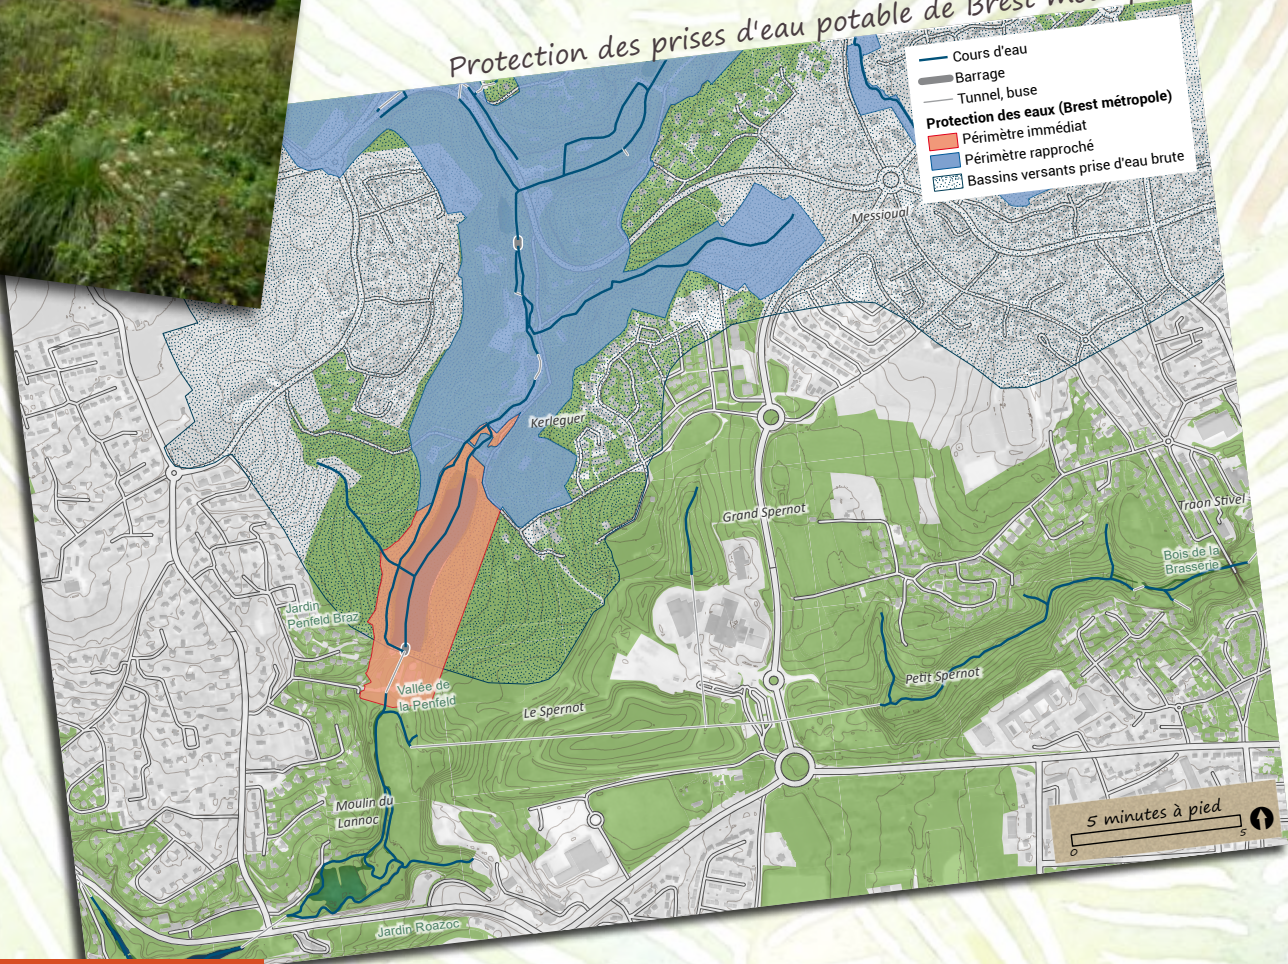 Protection des prises d'eau potable de Brest
Cours d'eau
Barrage
Tunnel, buse
Protection des eaux (Brest métropole)
Périmètre immédiat
Périmètre rapproché
Bassins versants prise d'eau brute
Messioual
Kerleguer
Grand Spernot
Traon Stivel
Bois de la
Brasserie
Jardin
Penfeld Braz
Vallée de
la Penfeld
Petit Spernot
Le Spernot
Moulin du
Lannoc
5 minutes à pied
0
5
Jardin Roazoc